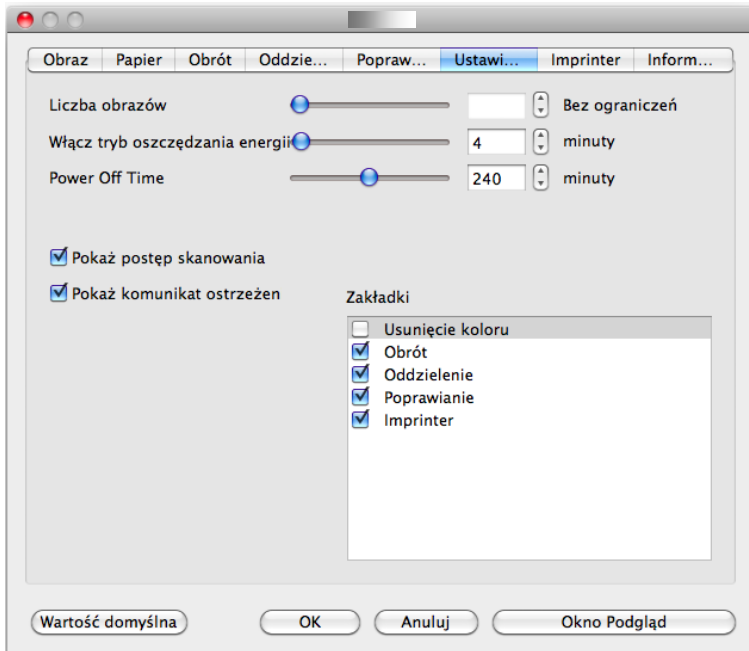 Obraz Papier Obrót Oddzie... Popraw... Ustawi... Imprinter Inform...
Liczba obrazów Bez ograniczeń
Włącz tryb oszczędzania energii 4 minuty
Power Off Time 240 minuty
Pokaż postęp skanowania
Pokaż komunikat ostrzeżen
Zakładki
Usunięcie koloru
Obrót
Oddzielenie
Poprawianie
Imprinter
Wartość domyślna OK Anuluj Okno Podgląd